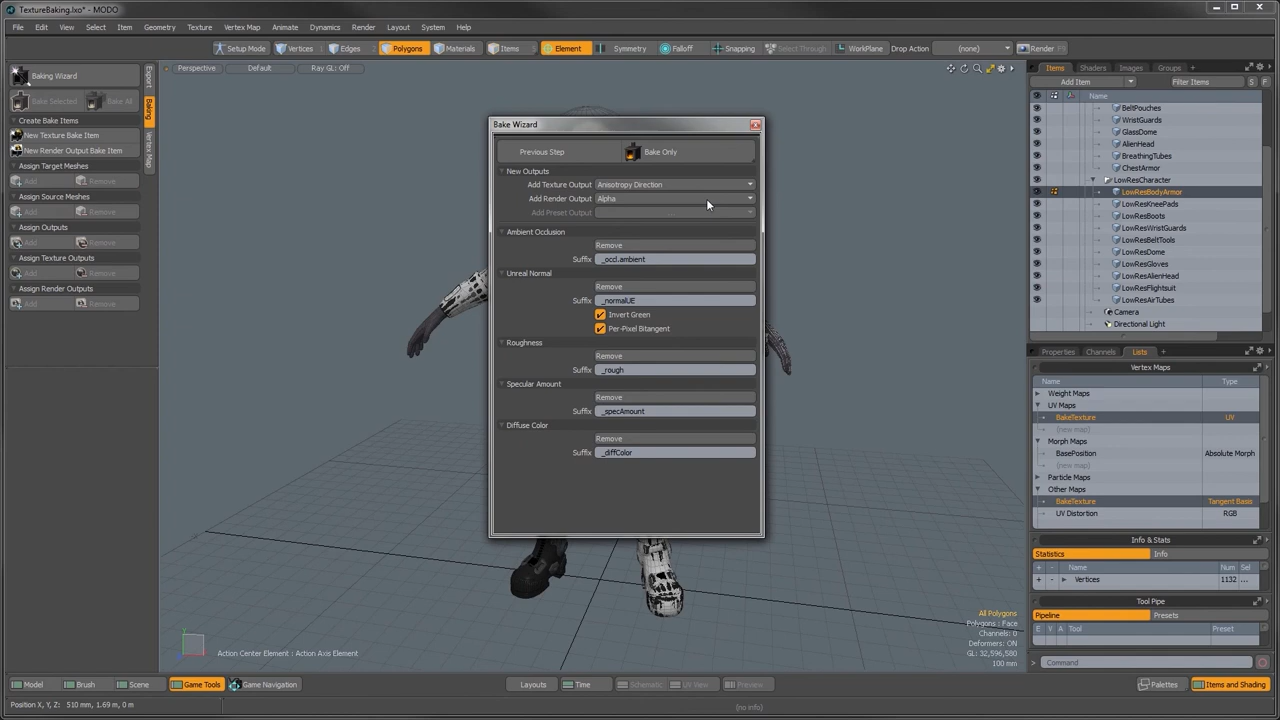 TextureBaking.lxo* - MODO
File Edit View Select Item Geometry Texture Vertex Map Animate Dynamics Render Layout System Help
Setup Mode Vertices Edges 2 Polygons Materials Items Element Symmetry Falloff Snapping Select Through WorkPlane Drop Action (none) Render
Baking Wizard
Bake Selected Bake All
Create Bake Items
New Texture Bake Item
New Render Output Bake Item
Assign Target Meshes
Add Remove
Assign Source Meshes
Add Remove
Assign Outputs
Add Remove
Assign Texture Outputs
Add Remove
Assign Render Outputs
Add Remove
Export
Baking
Vertex Map
Perspective Default Ray GL: Off
Bake Wizard
Previous Step Bake Only
New Outputs
Add Texture Output Anisotropy Direction
Add Render Output Alpha
Add Preset Output ...
Ambient Occlusion
Remove
Suffix _occl.ambient
Unreal Normal
Remove
Suffix _normalUE
Invert Green
Per-Pixel Bitangent
Roughness
Remove
Suffix _rough
Specular Amount
Remove
Suffix _specAmount
Diffuse Color
Remove
Suffix _diffColor
All Polygons
Polygons : Face
Channels: 0
Deformers: ON
GL: 32,596,580
100 mm
Action Center Element : Action Axis Element
Items Shaders Images Groups +
Add Item Filter Items S F
Name
BeltPouches
WristGuards
GlassDome
AlienHead
BreathingTubes
ChestArmor
LowResCharacter
LowResBodyArmor
LowResKneePads
LowResBoots
LowResWristGuards
LowResBeltTools
LowResDome
LowResGloves
LowResAlienHead
LowResFlightsuit
LowResAirTubes
Camera
Directional Light
Properties Channels Lists +
Vertex Maps
Name Type
Weight Maps
UV Maps
BakeTexture UV
(new map)
Morph Maps
BasePosition Absolute Morph
(new map)
Particle Maps
Other Maps
BakeTexture Tangent Basis
UV Distortion RGB
Info & Stats
Statistics Info
Name Num Sel
+ - Vertices 1132 ...
Tool Pipe
Pipeline Presets
E V A Tool Preset
Command
Model Brush Scene Game Tools Game Navigation Layouts Time Schematic UV View Preview Palettes Items and Shading
Position X, Y, Z: 510 mm, 1.69 m, 0 m (no info)